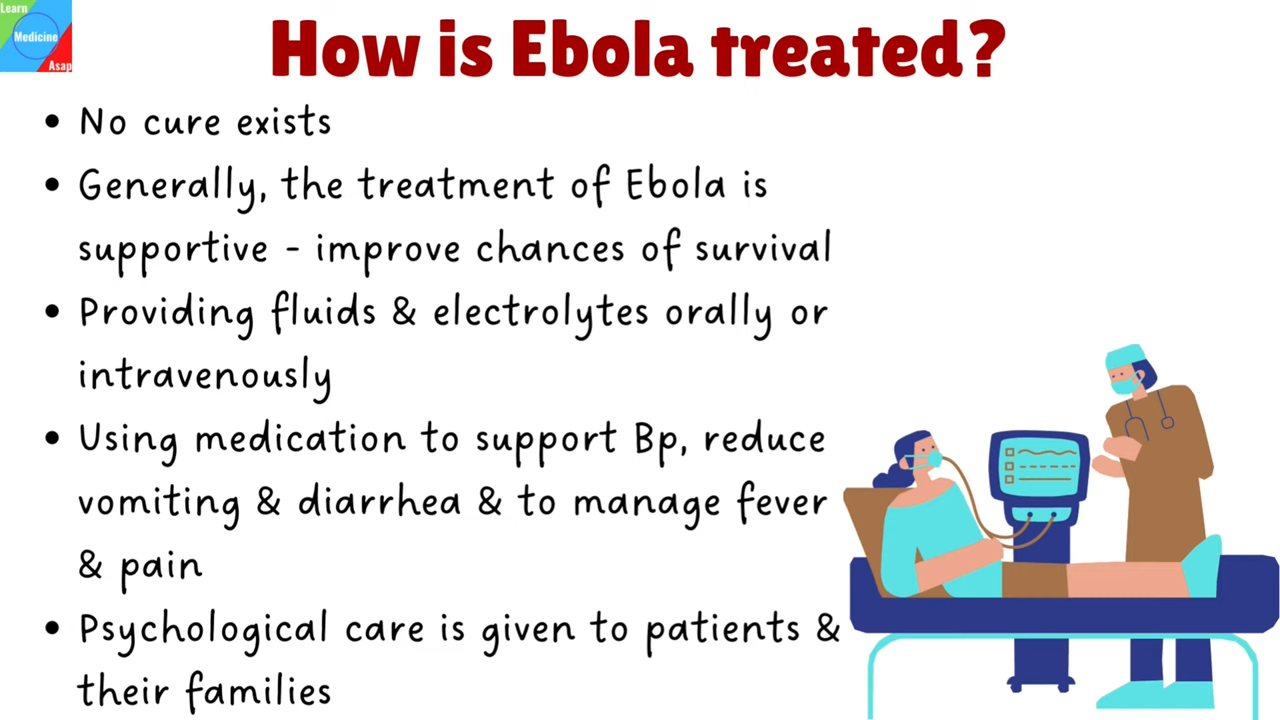 Learn
Medicine
Asap
How is Ebola treated?
• No cure exists
• Generally, the treatment of Ebola is
supportive - improve chances of survival
• Providing fluids & electrolytes orally or
intravenously
• Using medication to support Bp, reduce
vomiting & diarrhea & to manage fever
& pain
• Psychological care is given to patients &
their families